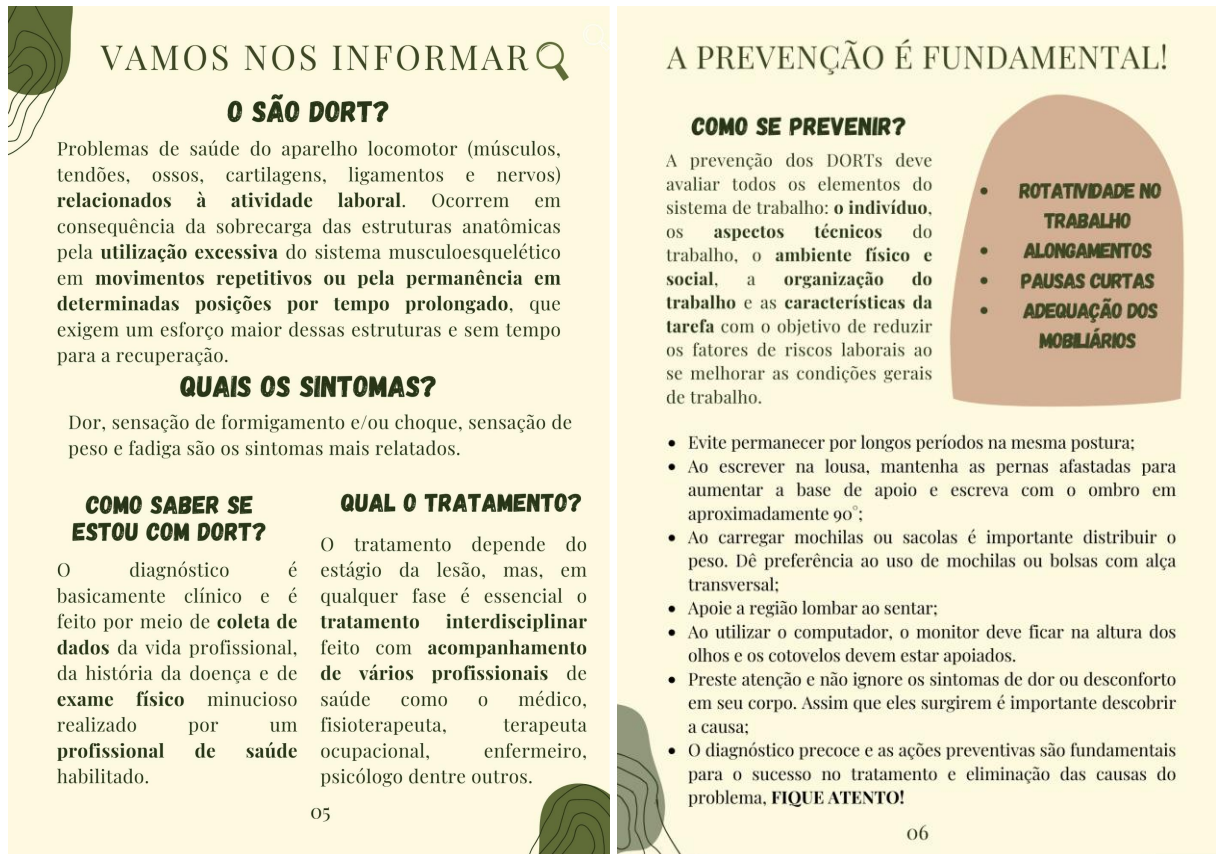 VAMOS NOS INFORMAR
O SÃO DORT?
Problemas de saúde do aparelho locomotor (músculos,
tendões, ossos, cartilagens, ligamentos e nervos)
relacionados à atividade laboral. Ocorrem em
consequência da sobrecarga das estruturas anatômicas
pela utilização excessiva do sistema musculoesquelético
em movimentos repetitivos ou pela permanência em
determinadas posições por tempo prolongado, que
exigem um esforço maior dessas estruturas e sem tempo
para a recuperação.
QUAIS OS SINTOMAS?
Dor, sensação de formigamento e/ou choque, sensação de
peso e fadiga são os sintomas mais relatados.
COMO SABER SE
ESTOU COM DORT?
O diagnóstico é
basicamente clínico e é
feito por meio de coleta de
dados da vida profissional,
da história da doença e de
exame físico minucioso
realizado por um
profissional de saúde
habilitado.
QUAL O TRATAMENTO?
O tratamento depende do
estágio da lesão, mas, em
qualquer fase é essencial o
tratamento interdisciplinar
feito com acompanhamento
de vários profissionais de
saúde como o médico,
fisioterapeuta, terapeuta
ocupacional, enfermeiro,
psicólogo dentre outros.
05
A PREVENÇÃO É FUNDAMENTAL!
COMO SE PREVENIR?
A prevenção dos DORTs deve
avaliar todos os elementos do
sistema de trabalho: o indivíduo,
os aspectos técnicos do
trabalho, o ambiente físico e
social, a organização do
trabalho e as características da
tarefa com o objetivo de reduzir
os fatores de riscos laborais ao
se melhorar as condições gerais
de trabalho.
• ROTATIVIDADE NO
TRABALHO
• ALONGAMENTOS
• PAUSAS CURTAS
• ADEQUAÇÃO DOS
MOBILIÁRIOS
• Evite permanecer por longos períodos na mesma postura;
• Ao escrever na lousa, mantenha as pernas afastadas para
aumentar a base de apoio e escreva com o ombro em
aproximadamente 90°;
• Ao carregar mochilas ou sacolas é importante distribuir o
peso. Dê preferência ao uso de mochilas ou bolsas com alça
transversal;
• Apoie a região lombar ao sentar;
• Ao utilizar o computador, o monitor deve ficar na altura dos
olhos e os cotovelos devem estar apoiados.
• Preste atenção e não ignore os sintomas de dor ou desconforto
em seu corpo. Assim que eles surgirem é importante descobrir
a causa;
• O diagnóstico precoce e as ações preventivas são fundamentais
para o sucesso no tratamento e eliminação das causas do
problema, FIQUE ATENTO!
06